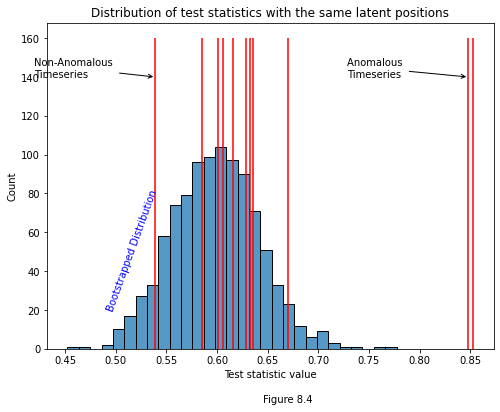 Distribution of test statistics with the same latent positions
Count
160
140
120
100
80
60
40
20
0
Non-Anomalous
Timeseries
Anomalous
Timeseries
Bootstrapped Distribution
0.45 0.50 0.55 0.60 0.65 0.70 0.75 0.80 0.85
Test statistic value
Figure 8.4